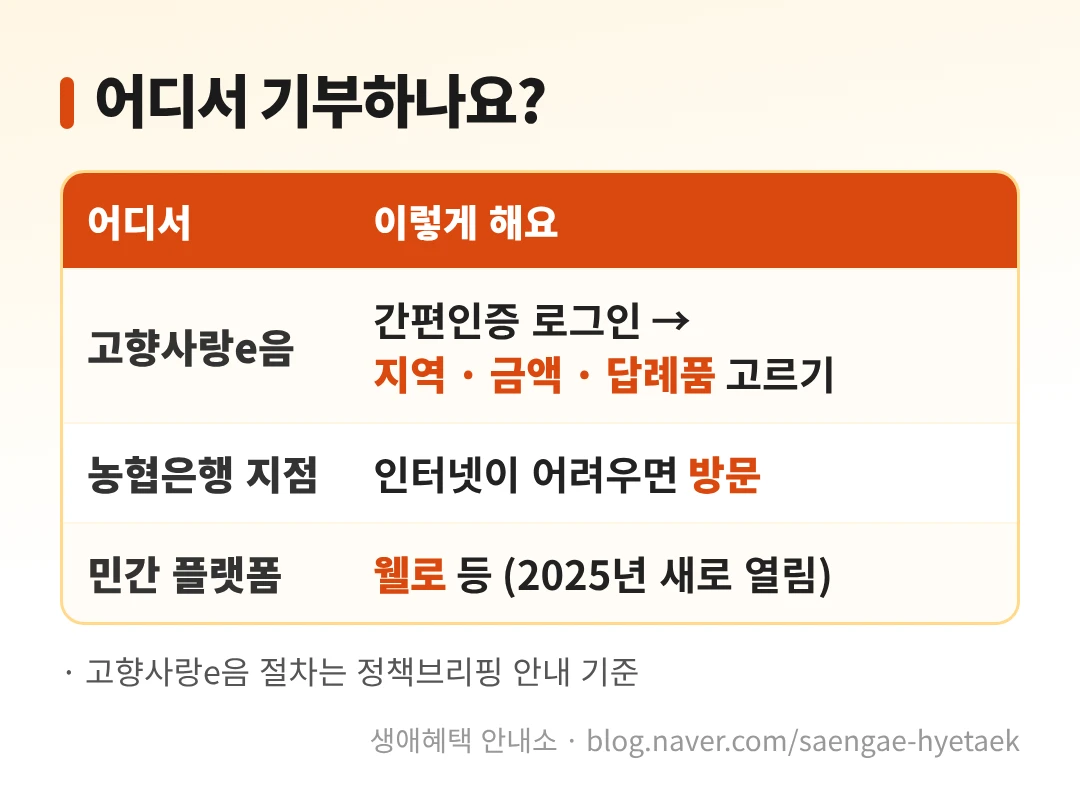 어디서 기부하나요?
어디서 이렇게 해요
고향사랑e음 간편인증 로그인 →
지역 · 금액 · 답례품 고르기
농협은행 지점 인터넷이 어려우면 방문
민간 플랫폼 웰로 등 (2025년 새로 열림)
· 고향사랑e음 절차는 정책브리핑 안내 기준
생애혜택 안내소 · blog.naver.com/saengae-hyetaek